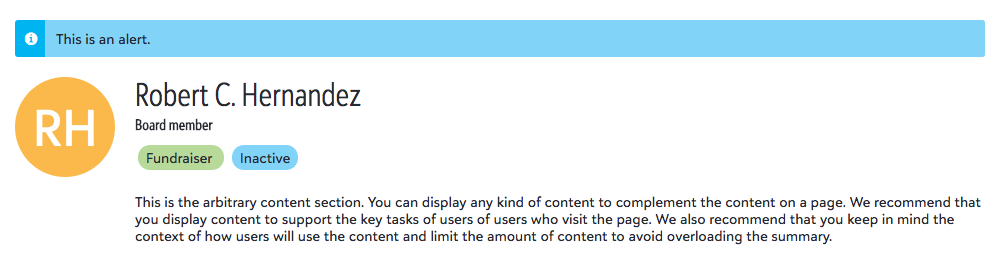 This is an alert.
RH
Robert C. Hernandez
Board member
Fundraiser Inactive
This is the arbitrary content section. You can display any kind of content to complement the content on a page. We recommend that
you display content to support the key tasks of users of users who visit the page. We also recommend that you keep in mind the
context of how users will use the content and limit the amount of content to avoid overloading the summary.